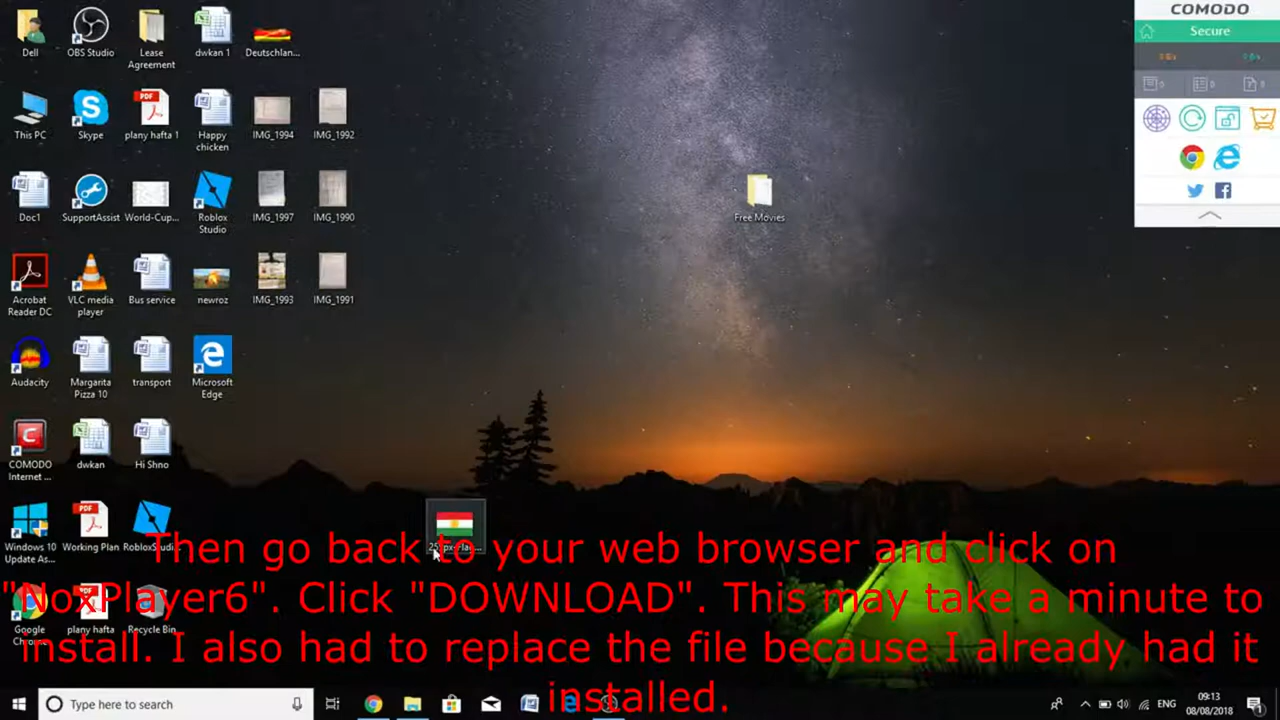 COMODO
Secure
Dell
OBS Studio
Lease
Agreement
dwkan 1
Deutschlan...
This PC
Skype
plany hafta 1
Happy
chicken
IMG_1994
IMG_1992
Doc1
SupportAssist
World-Cup...
Roblox
Studio
IMG_1997
IMG_1990
Free Movies
Acrobat
Reader DC
VLC media
player
Bus service
newroz
IMG_1993
IMG_1991
Audacity
Margarita
Pizza 10
transport
Microsoft
Edge
COMODO
Internet ...
dwkan
Hi Shno
Windows 10
Update As...
Working Plan
Google
plany hafta
Recycle Bin
Then go back to your web browser and click on
"NoxPlayer6". Click "DOWNLOAD". This may take a minute to
install. I also had to replace the file because I already had it
installed.
Type here to search
ENG
09:13
08/08/2018